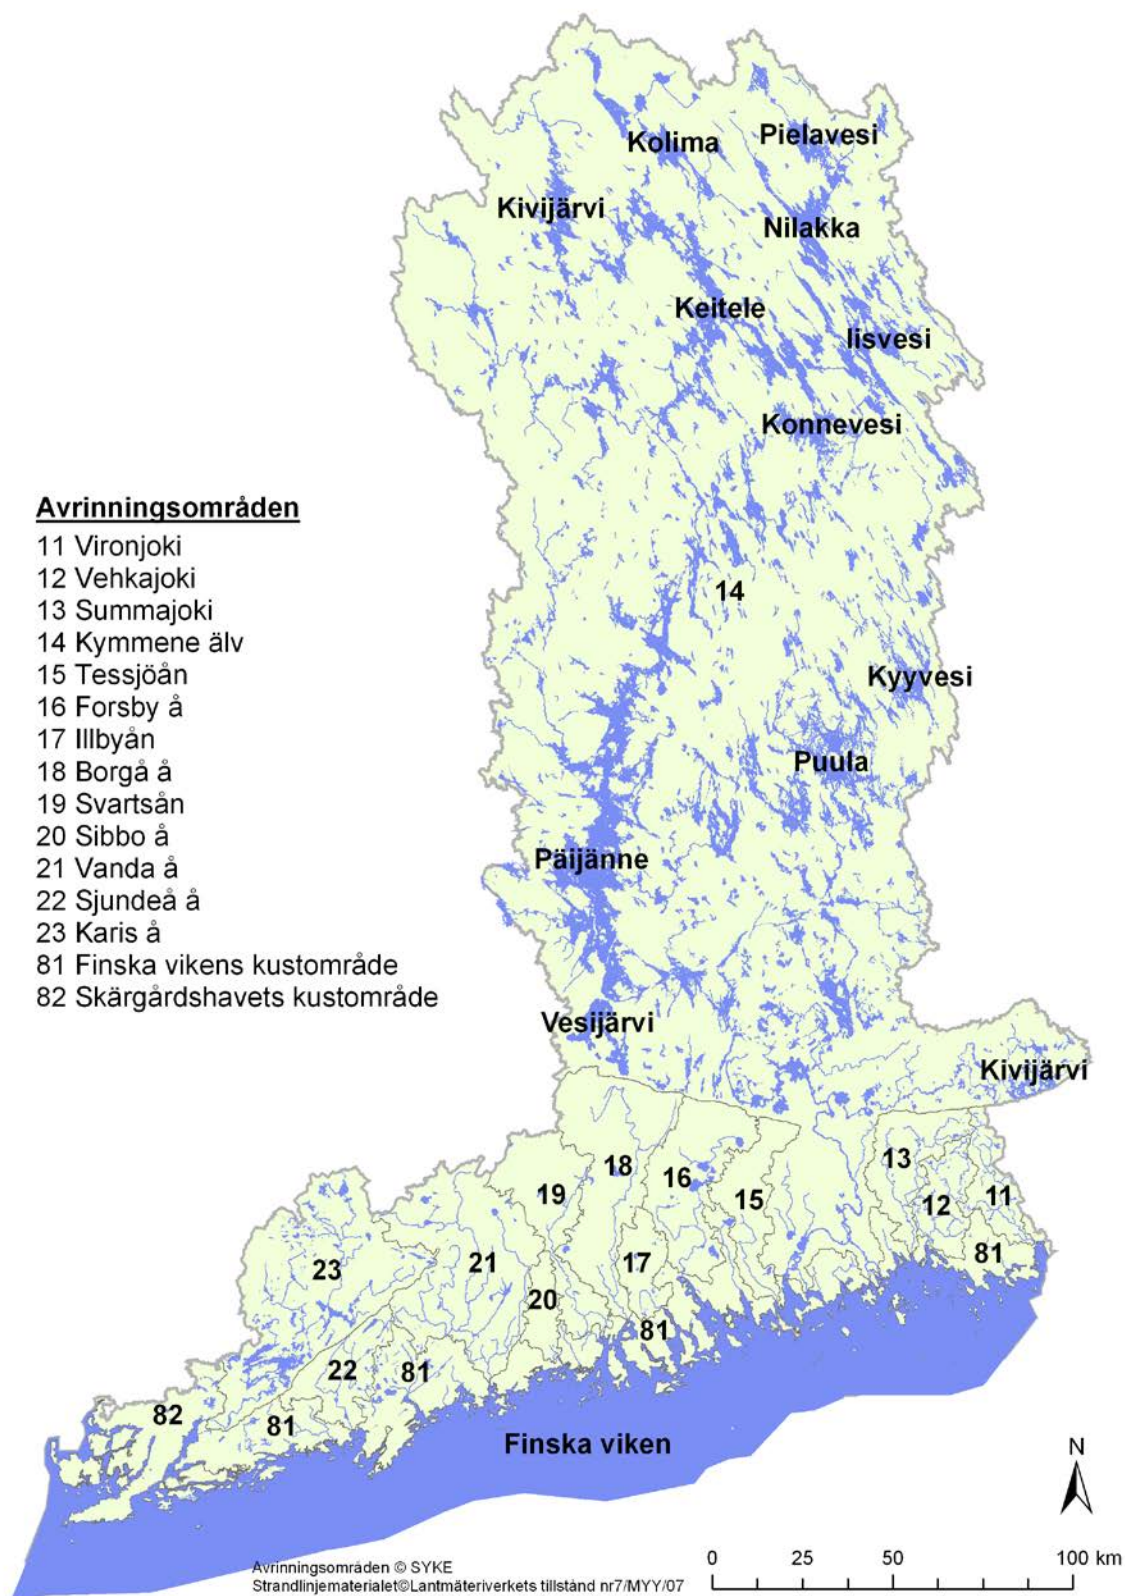 Kolima
Pielavesi
Kivijärvi
Nilakka
Keitele
Iisvesi
Konnevesi
Avrinningsområden
11 Vironjoki
12 Vehkajoki
13 Summajoki
14 Kymmene älv
15 Tessjöån
16 Forsby å
17 Illbyån
18 Borgå å
19 Svartsån
20 Sibbo å
21 Vanda å
22 Sjundeå å
23 Karis å
81 Finska vikens kustområde
82 Skärgårdshavets kustområde
14
Kyyvesi
Puula
Päijänne
Vesijärvi
Kivijärvi
13
18
16
19
15
12
11
81
21
17
23
20
81
22
81
82
81
Finska viken
N
0 25 50 100 km
Avrinningsområden © SYKE
Strandlinjematerialet©Lantmäteriverkets tillstånd nr7/MYY/07